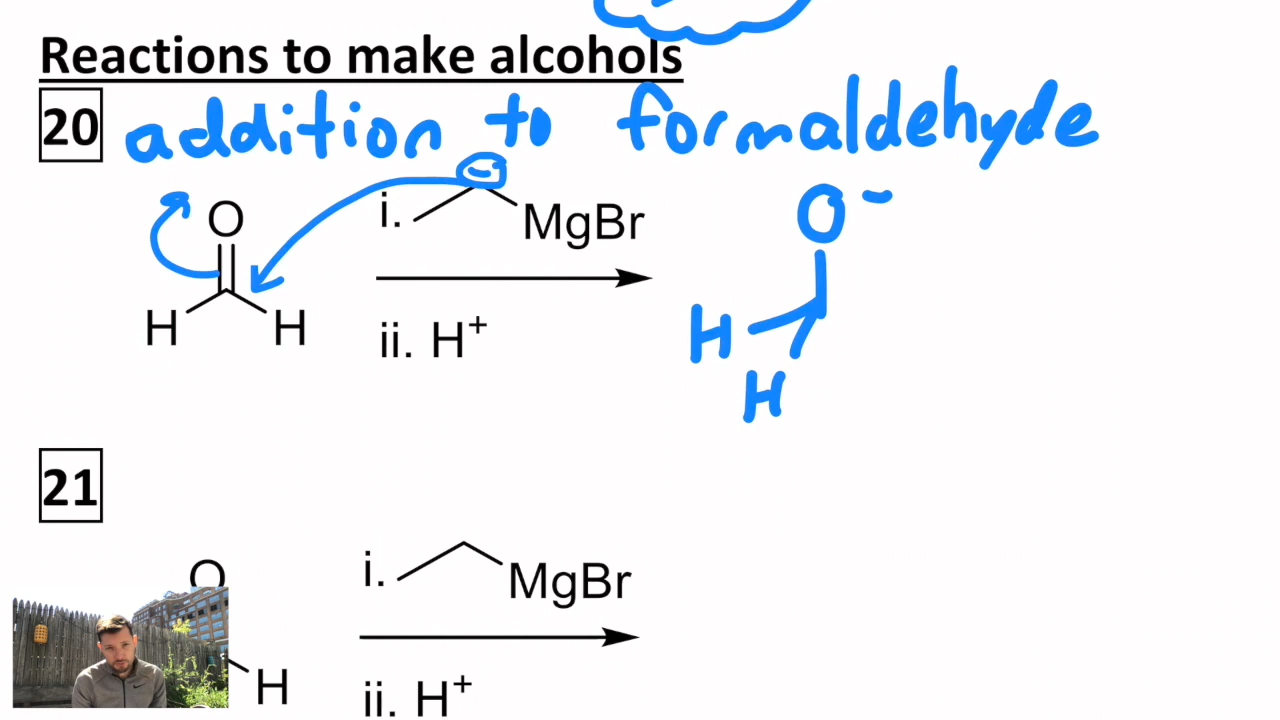 Reactions to make alcohols
20 addition to formaldehyde
O
H H
i. MgBr
ii. H⁺
O⁻
H
H
21
O
H
i. MgBr
ii. H⁺